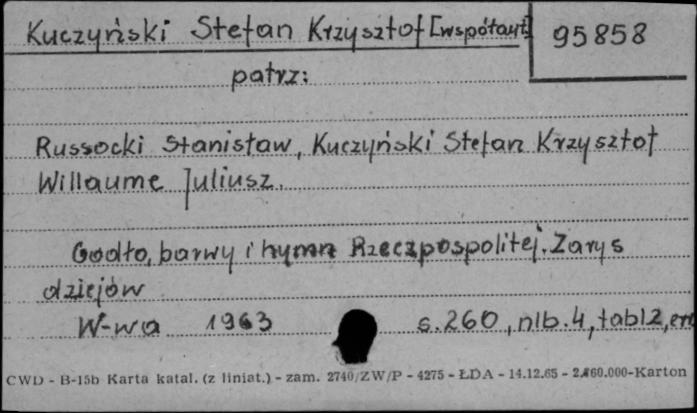 Kuczyński Stefan Krzysztof [współaut]
95858
patrz:
Russocki Stanisław, Kuczyński Stefan Krzysztof
Willaume Juliusz.
Godło, barwy i hymn Rzeczpospolitej. Zarys
dziejów
W-wa 1963 s. 260, nlb. 4, tabl 2,
CWD - B-15b Karta katal. (z liniat.) - zam. 2740/ZW/P - 4275 - ŁDA - 14.12.65 - 2.460.000-Karton